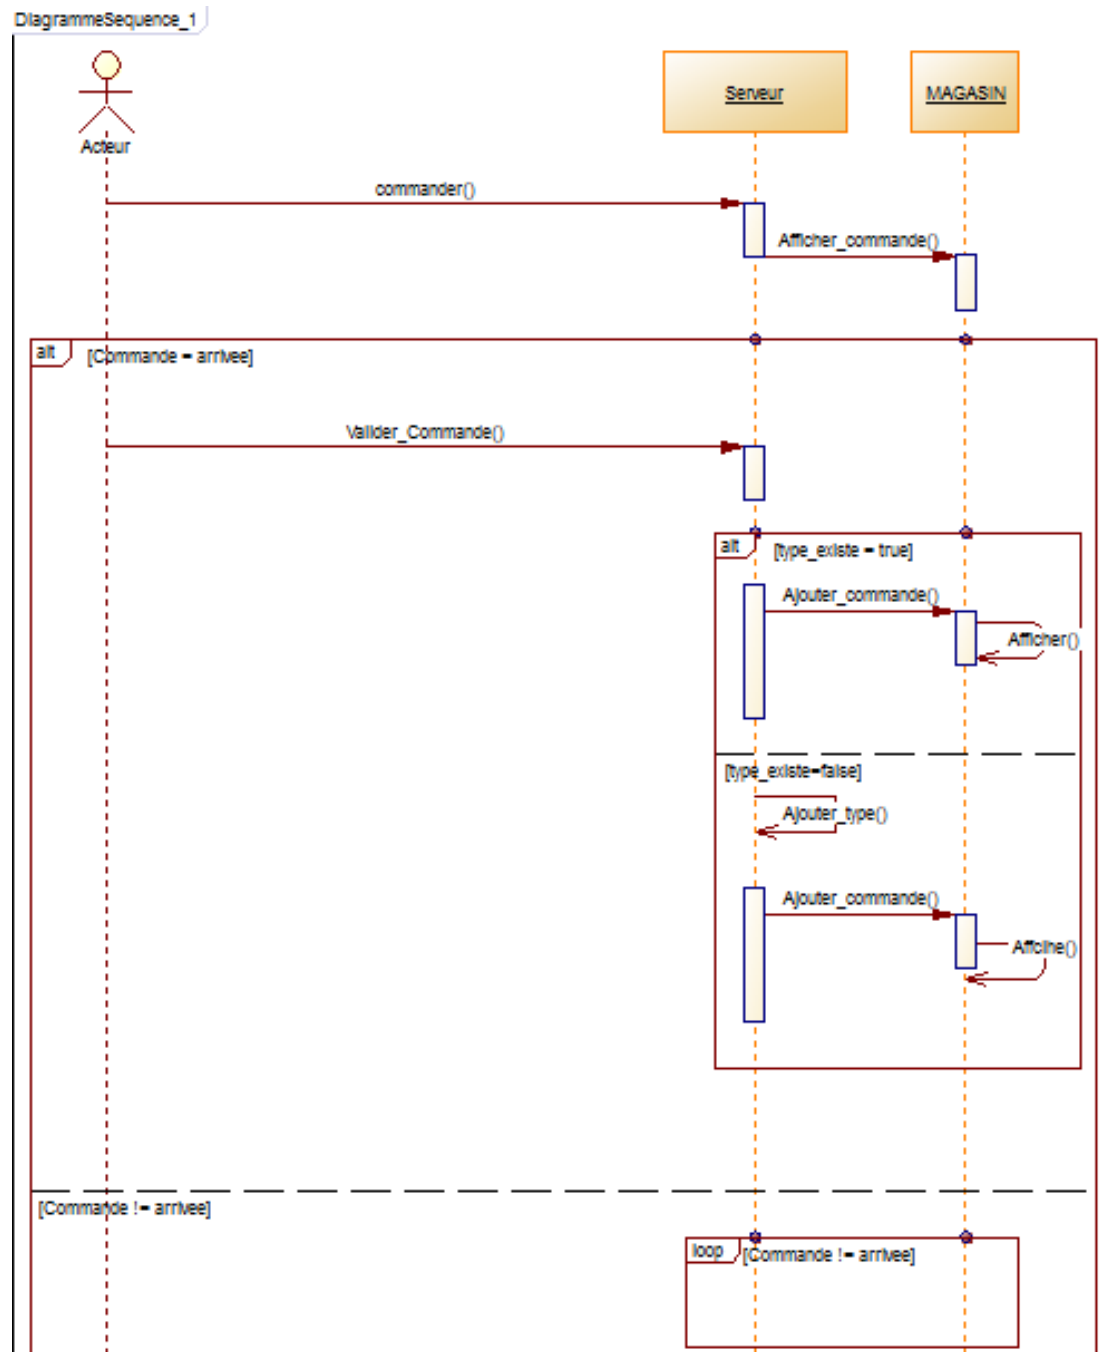 DiagrammeSequence_1
Acteur
Serveur
MAGASIN
commander()
Afficher_commande()
alt
[Commande = arrivee]
Valider_Commande()
alt
[type_existe = true]
Ajouter_commande()
Afficher()
[type_existe=false]
Ajouter_type()
Ajouter_commande()
Affcihe()
[Commande != arrivee]
loop
[Commande != arrivee]